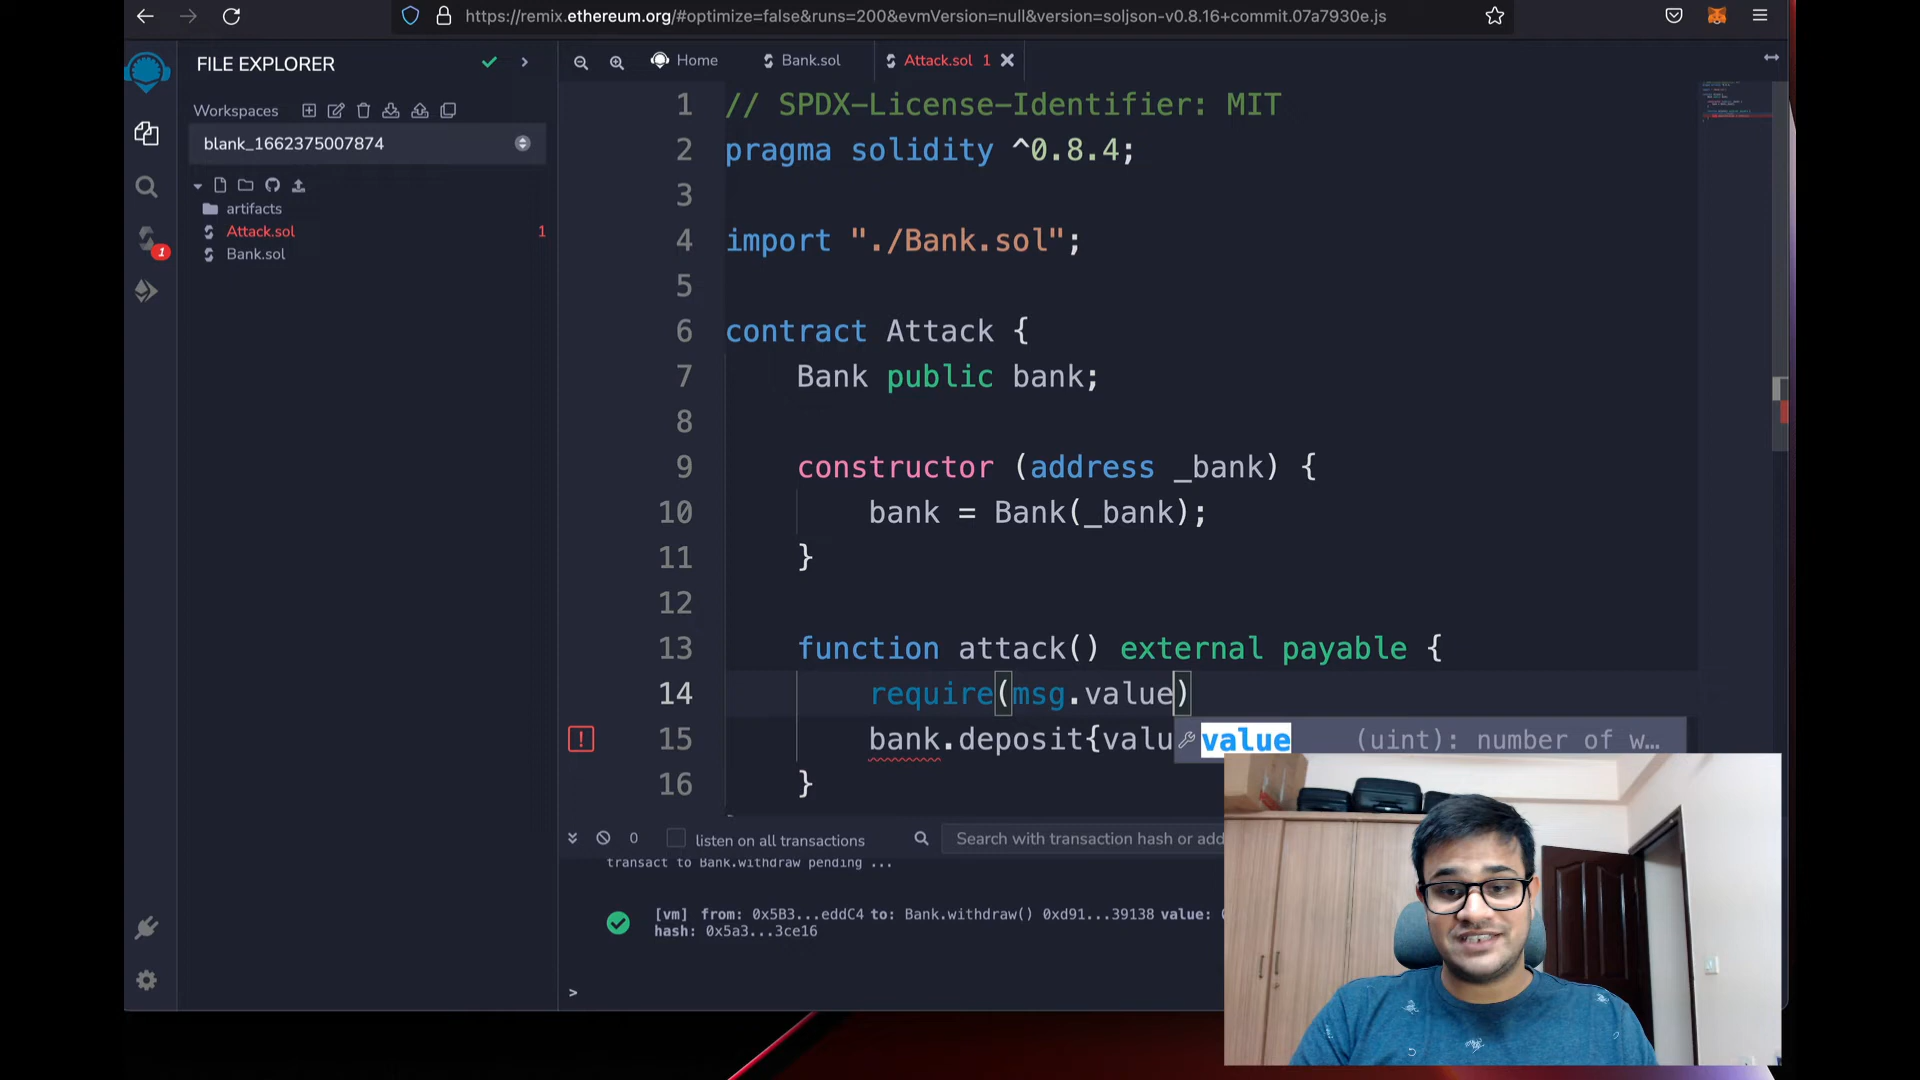 https://remix.ethereum.org/#optimize=false&runs=200&evmVersion=null&version=soljson-v0.8.16+commit.07a7930e.js
FILE EXPLORER
Workspaces
blank_1662375007874
artifacts
Attack.sol 1
Bank.sol
1
Home Bank.sol Attack.sol 1
1 // SPDX-License-Identifier: MIT
2 pragma solidity ^0.8.4;
3
4 import "./Bank.sol";
5
6 contract Attack {
7 Bank public bank;
8
9 constructor (address _bank) {
10 bank = Bank(_bank);
11 }
12
13 function attack() external payable {
14 require(msg.value)
15 bank.deposit{valu
value (uint): number of w…
16 }
0 listen on all transactions Search with transaction hash or add
transact to Bank.withdraw pending ...
[vm] from: 0x5B3...eddC4 to: Bank.withdraw() 0xd91...39138 value:
hash: 0x5a3...3ce16
>